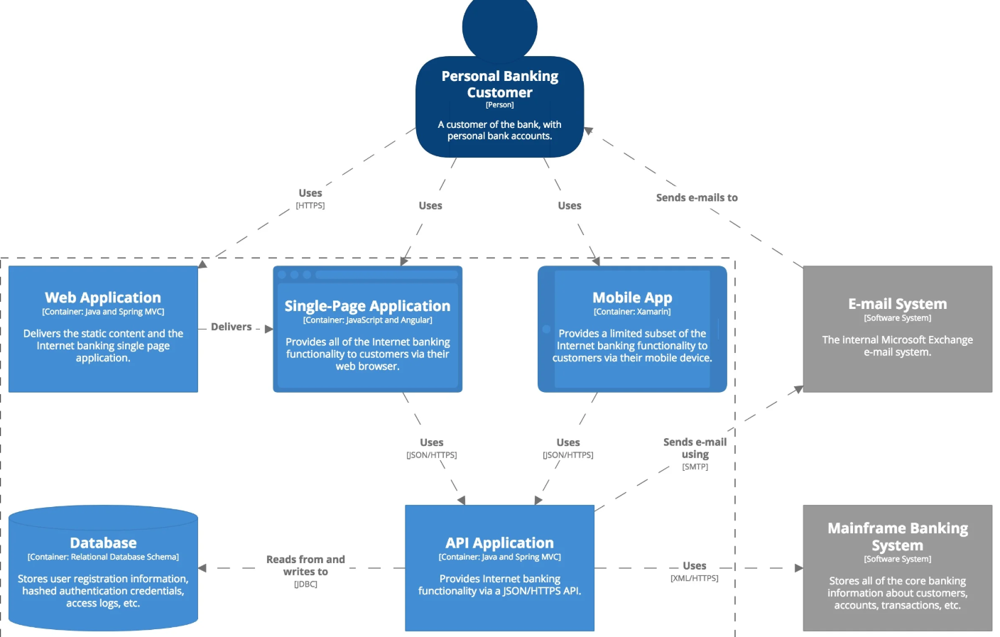 Personal Banking
Customer
[Person]
A customer of the bank, with
personal bank accounts.
Uses
[HTTPS]
Uses
Uses
Sends e-mails to
Web Application
[Container: Java and Spring MVC]
Delivers the static content and the
Internet banking single page
application.
Delivers
Single-Page Application
[Container: JavaScript and Angular]
Provides all of the Internet banking
functionality to customers via their
web browser.
Mobile App
[Container: Xamarin]
Provides a limited subset of the
Internet banking functionality to
customers via their mobile device.
E-mail System
[Software System]
The internal Microsoft Exchange
e-mail system.
Uses
[JSON/HTTPS]
Uses
[JSON/HTTPS]
Sends e-mail
using
[SMTP]
Database
[Container: Relational Database Schema]
Stores user registration information,
hashed authentication credentials,
access logs, etc.
Reads from and
writes to
[JDBC]
API Application
[Container: Java and Spring MVC]
Provides Internet banking
functionality via a JSON/HTTPS API.
Uses
[XML/HTTPS]
Mainframe Banking
System
[Software System]
Stores all of the core banking
information about customers,
accounts, transactions, etc.